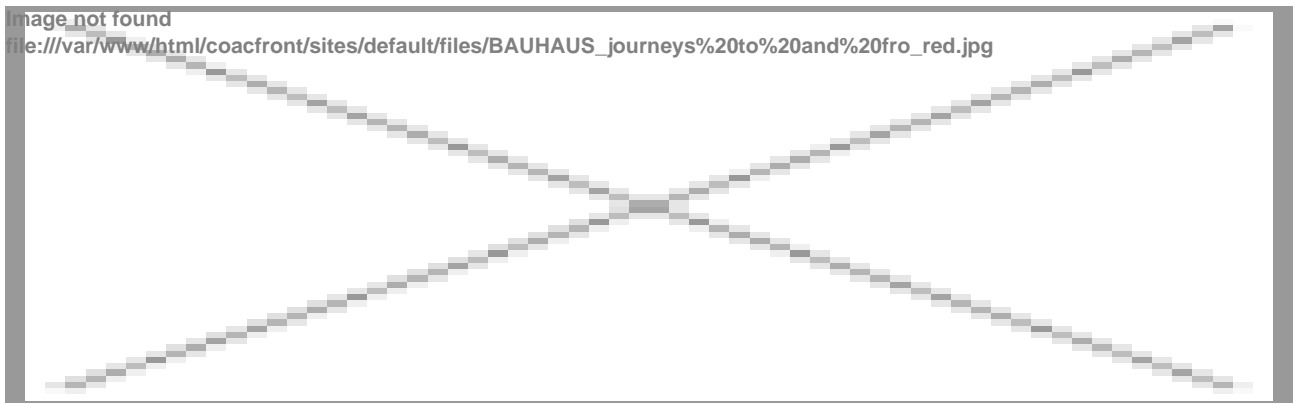 Image not found
file:///var/www/html/coacfront/sites/default/files/BAUHAUS_journeys%20to%20and%20fro_red.jpg